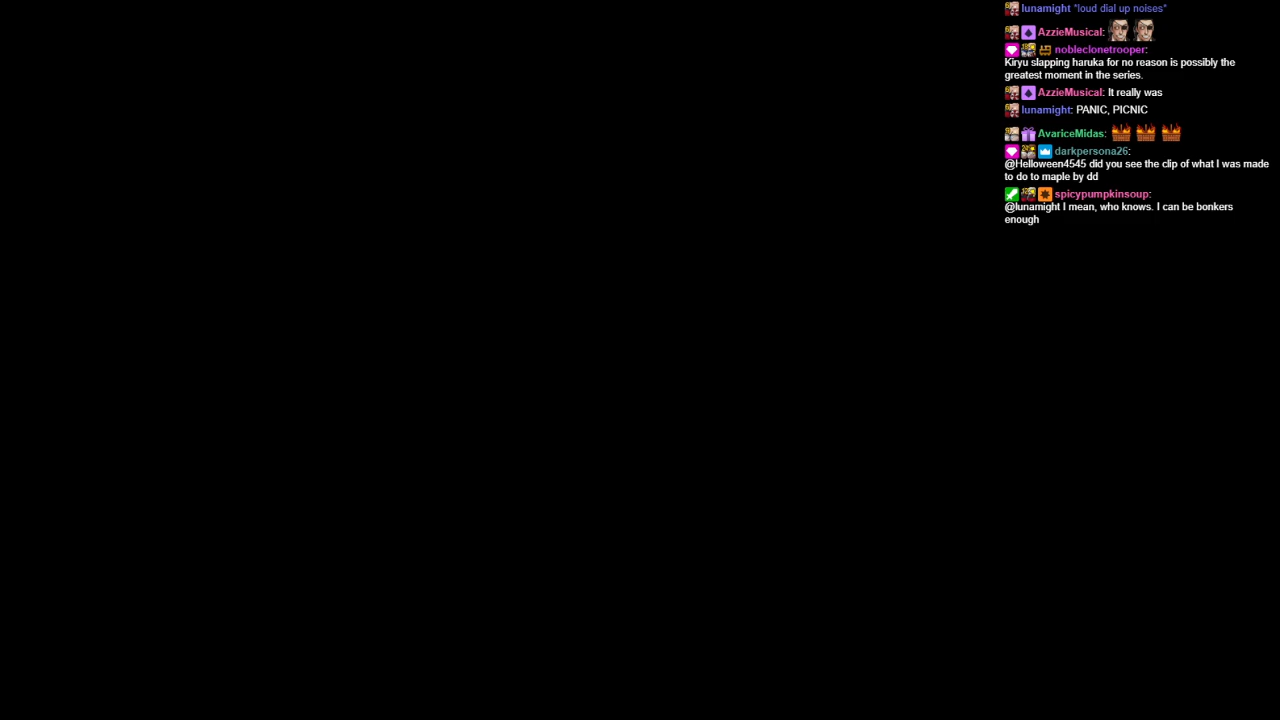 lunamight *loud dial up noises*
AzzieMusical:
nobleclonetrooper:
Kiryu slapping haruka for no reason is possibly the
greatest moment in the series.
AzzieMusical: It really was
lunamight: PANIC, PICNIC
AvariceMidas:
darkpersona26:
@Helloween4545 did you see the clip of what I was made
to do to maple by dd
spicypumpkinsoup:
@lunamight I mean, who knows. I can be bonkers
enough